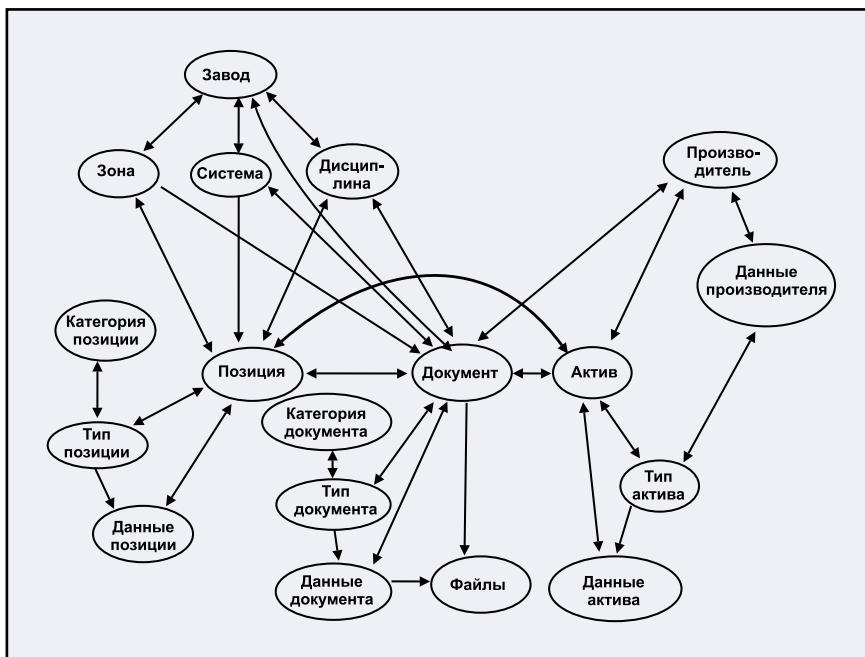 Завод
Зона
Система
Дисцип-
лина
Произво-
дитель
Данные
производителя
Категория
позиции
Позиция
Документ
Актив
Категория
документа
Тип
позиции
Тип
актива
Тип
документа
Данные
позиции
Данные
документа
Файлы
Данные
актива